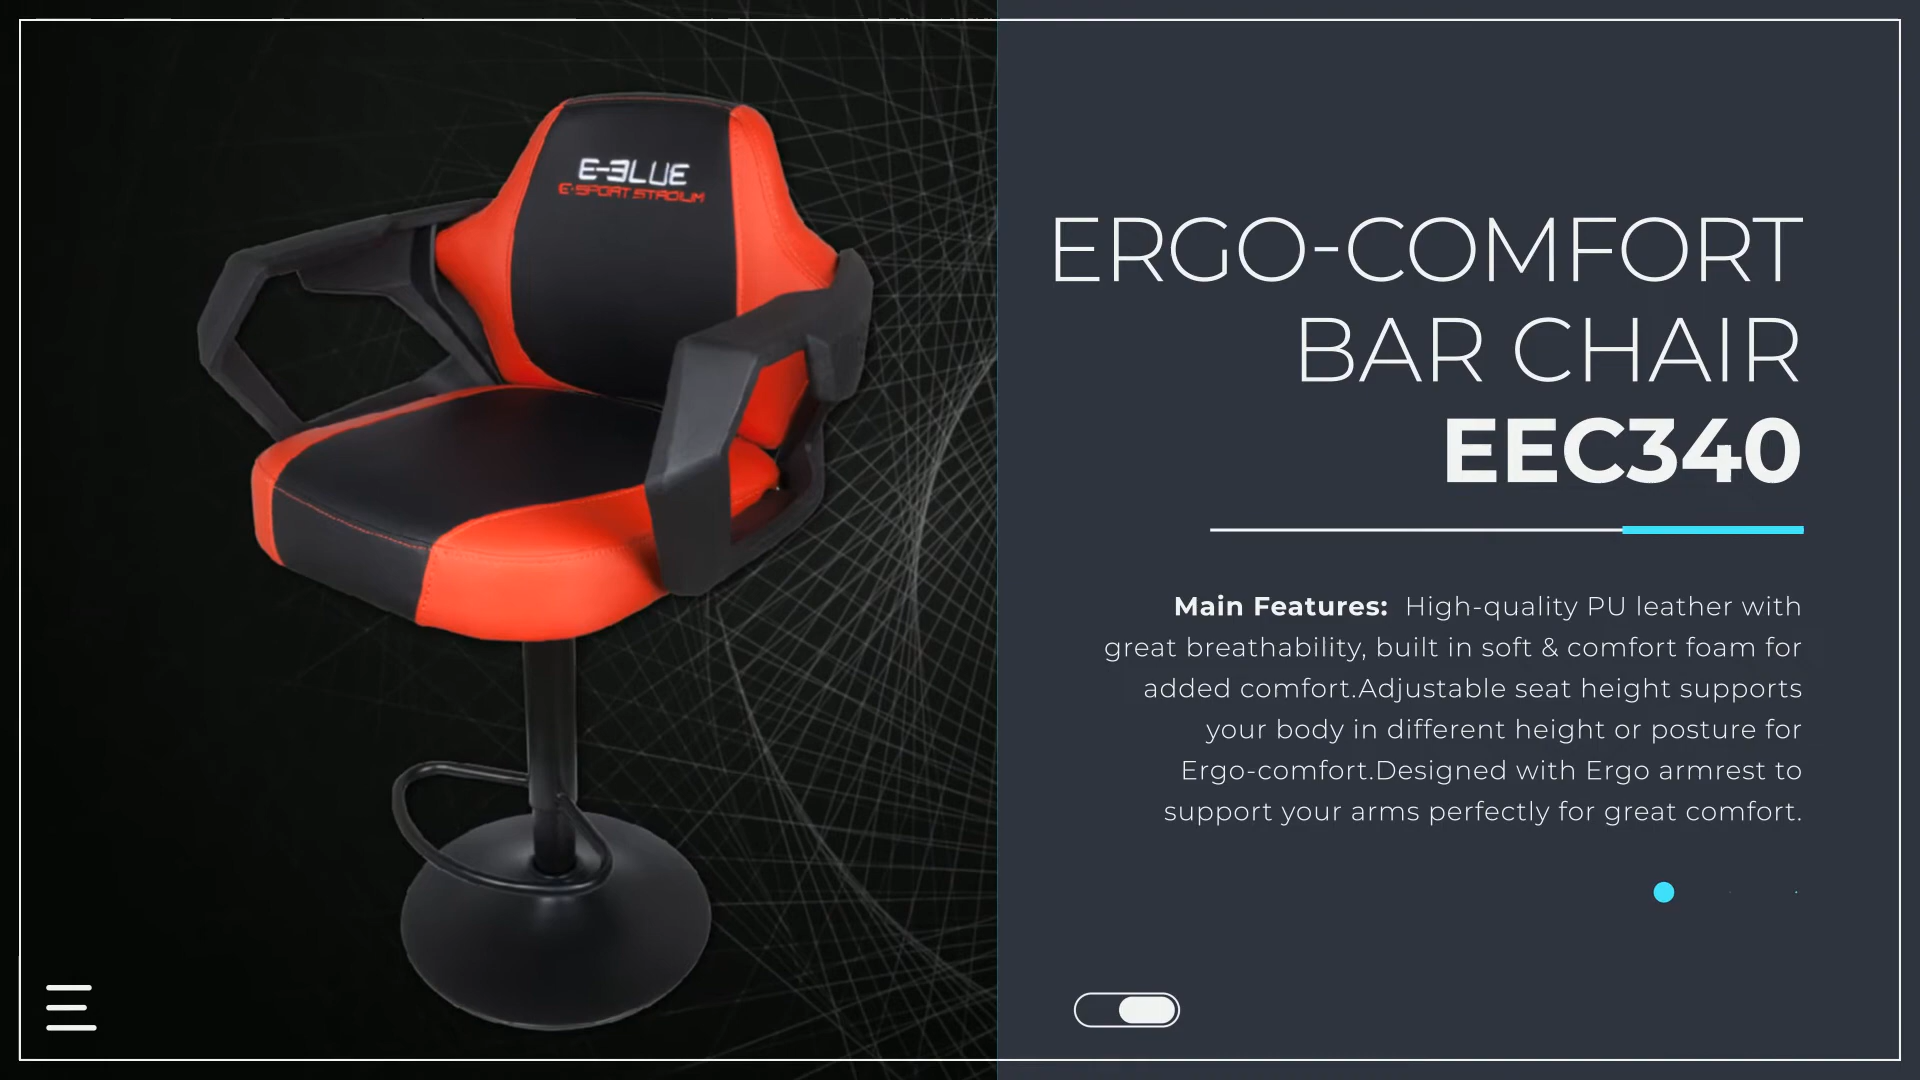 E-BLUE
E-SPORT STADIUM
ERGO-COMFORT
BAR CHAIR
EEC340
Main Features: High-quality PU leather with
great breathability, built in soft & comfort foam for
added comfort.Adjustable seat height supports
your body in different height or posture for
Ergo-comfort.Designed with Ergo armrest to
support your arms perfectly for great comfort.